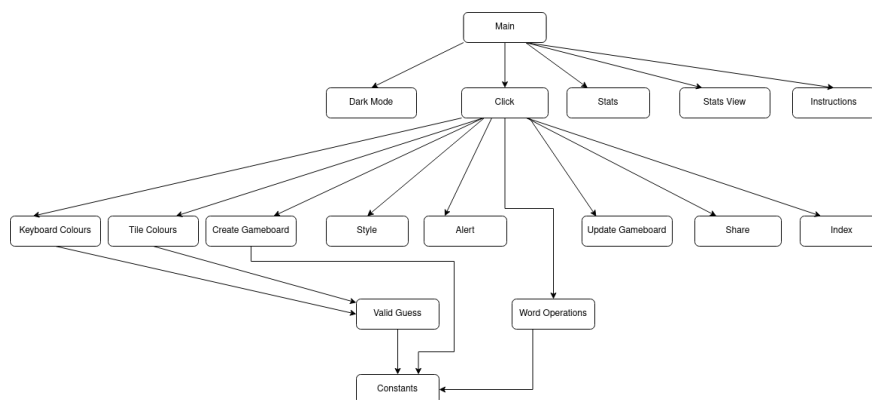 Main
Dark Mode
Click
Stats
Stats View
Instructions
Keyboard Colours
Tile Colours
Create Gameboard
Style
Alert
Update Gameboard
Share
Index
Valid Guess
Word Operations
Constants